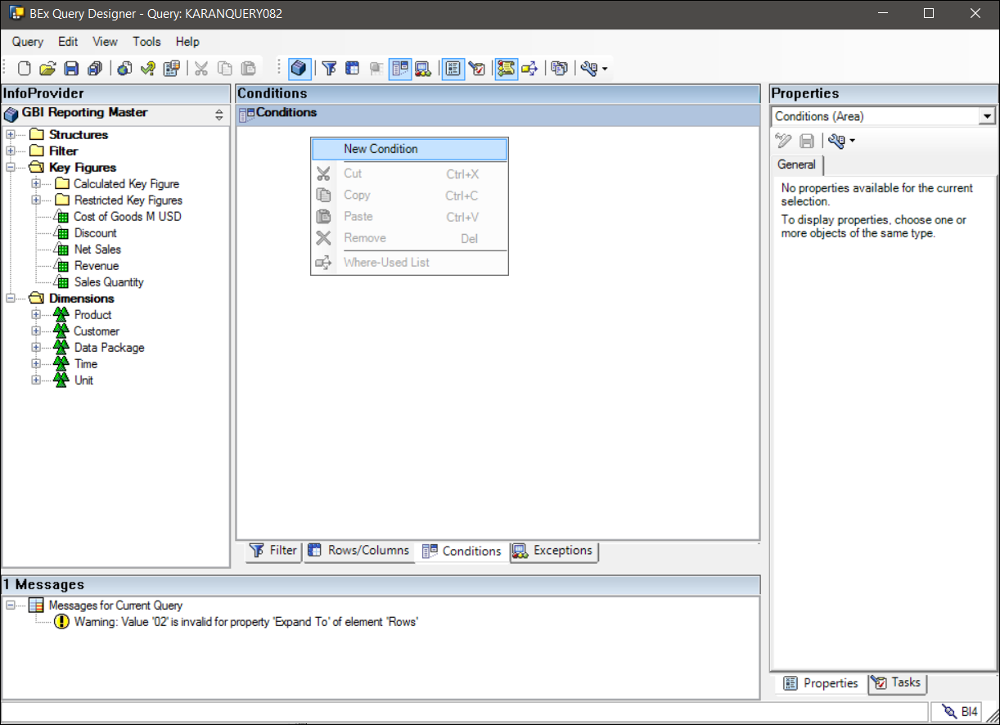 BEx Query Designer - Query: KARANQUERY082
Query Edit View Tools Help
InfoProvider
GBI Reporting Master
Structures
Filter
Key Figures
Calculated Key Figure
Restricted Key Figures
Cost of Goods M USD
Discount
Net Sales
Revenue
Sales Quantity
Dimensions
Product
Customer
Data Package
Time
Unit
Conditions
Conditions
New Condition
Cut Ctrl+X
Copy Ctrl+C
Paste Ctrl+V
Remove Del
Where-Used List
Filter Rows/Columns Conditions Exceptions
Properties
Conditions (Area)
General
No properties available for the current
selection.
To display properties, choose one or
more objects of the same type.
Properties Tasks
1 Messages
Messages for Current Query
Warning: Value '02' is invalid for property 'Expand To' of element 'Rows'
BI4